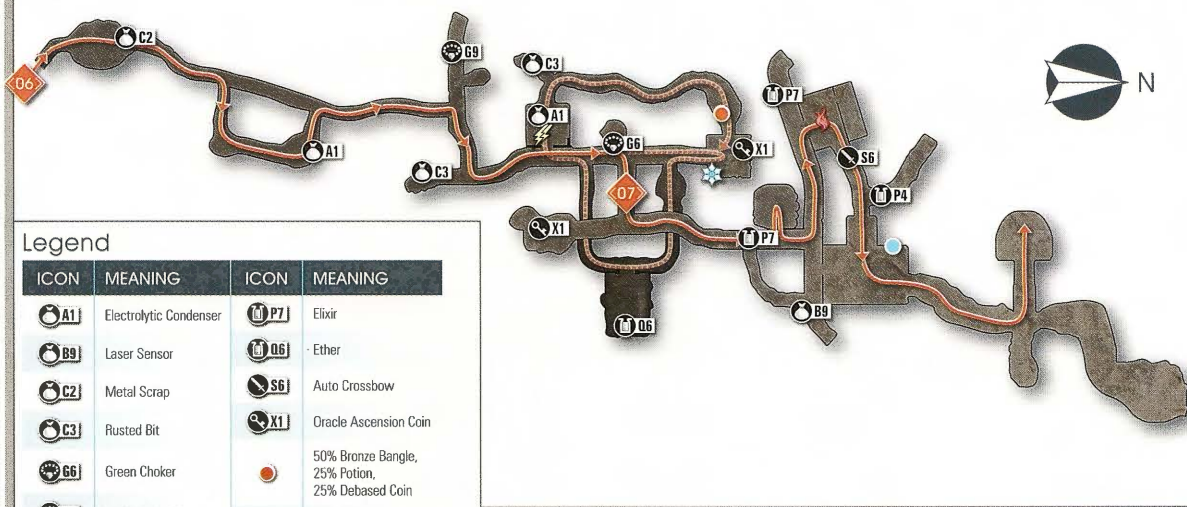 C2
G9
C3
P7
N
06
A1
G6
X1
S6
A1
C3
07
P4
X1
P7
B9
Q6
Legend
ICON MEANING ICON MEANING
A1 Electrolytic Condenser P7 Elixir
B9 Laser Sensor Q6 Ether
C2 Metal Scrap S6 Auto Crossbow
C3 Rusted Bit X1 Oracle Ascension Coin
G6 Green Choker 50% Bronze Bangle,
25% Potion,
25% Debased Coin